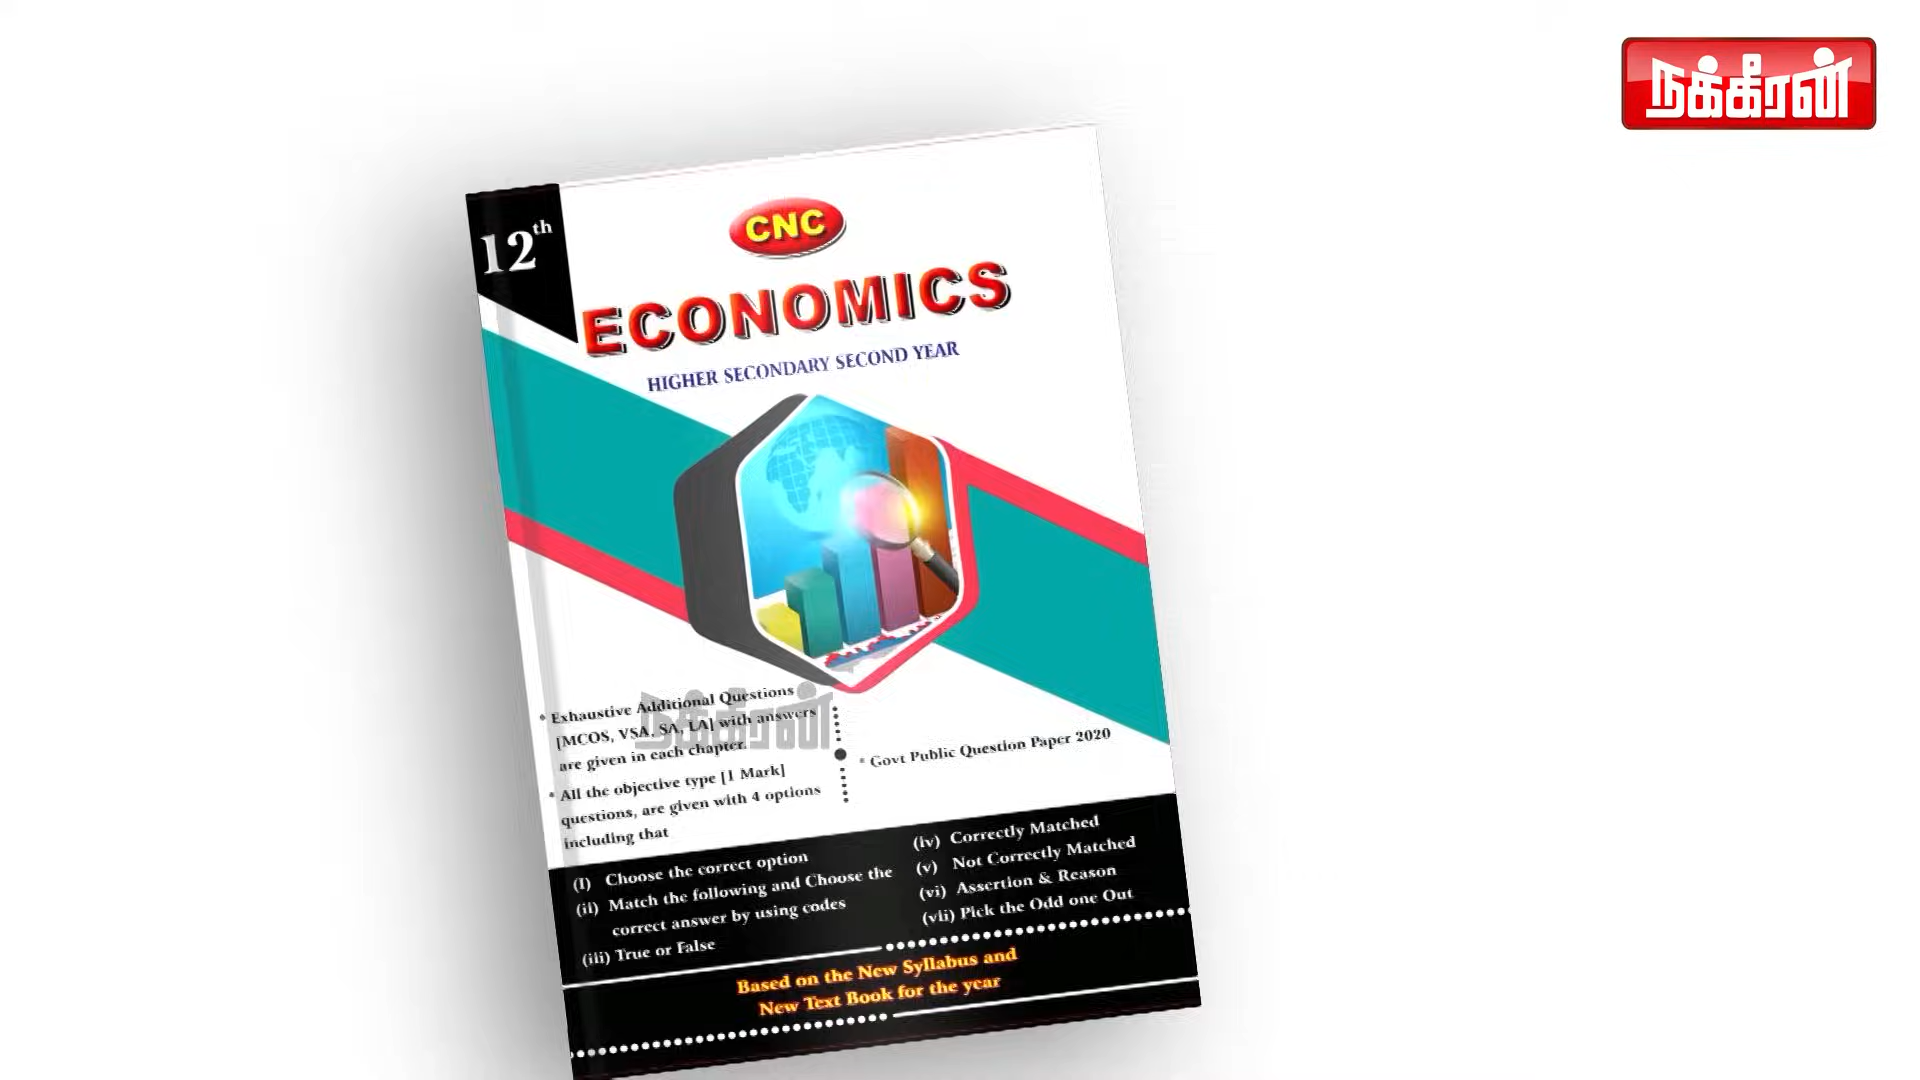 நக்கீரன்
12th
CNC
ECONOMICS
HIGHER SECONDARY SECOND YEAR
* Exhaustive Additional Questions
[MCOS, VSA, SA, LA] with answers
are given in each chapter.
* All the objective type [1 Mark]
questions, are given with 4 options
including that
* Govt Public Question Paper 2020
நக்கீரன்
(I) Choose the correct option
(ii) Match the following and Choose the
correct answer by using codes
(iii) True or False
(iv) Correctly Matched
(v) Not Correctly Matched
(vi) Assertion & Reason
(vii) Pick the Odd one Out
Based on the New Syllabus and
New Text Book for the year